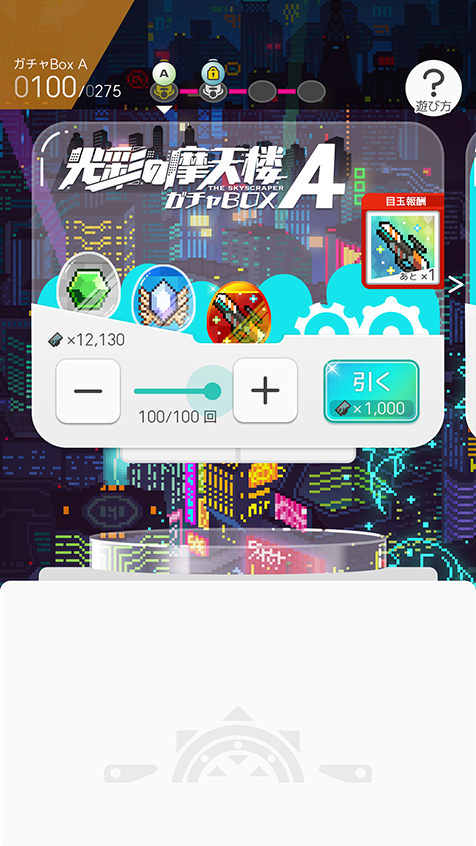 ガチャBox A
0100/0275
A
?
遊び方
光彩の摩天楼
THE SKYSCRAPER
ガチャBOX A
目玉報酬
あと ×1
>
×12,130
−
+
100/100 回
引く
×1,000